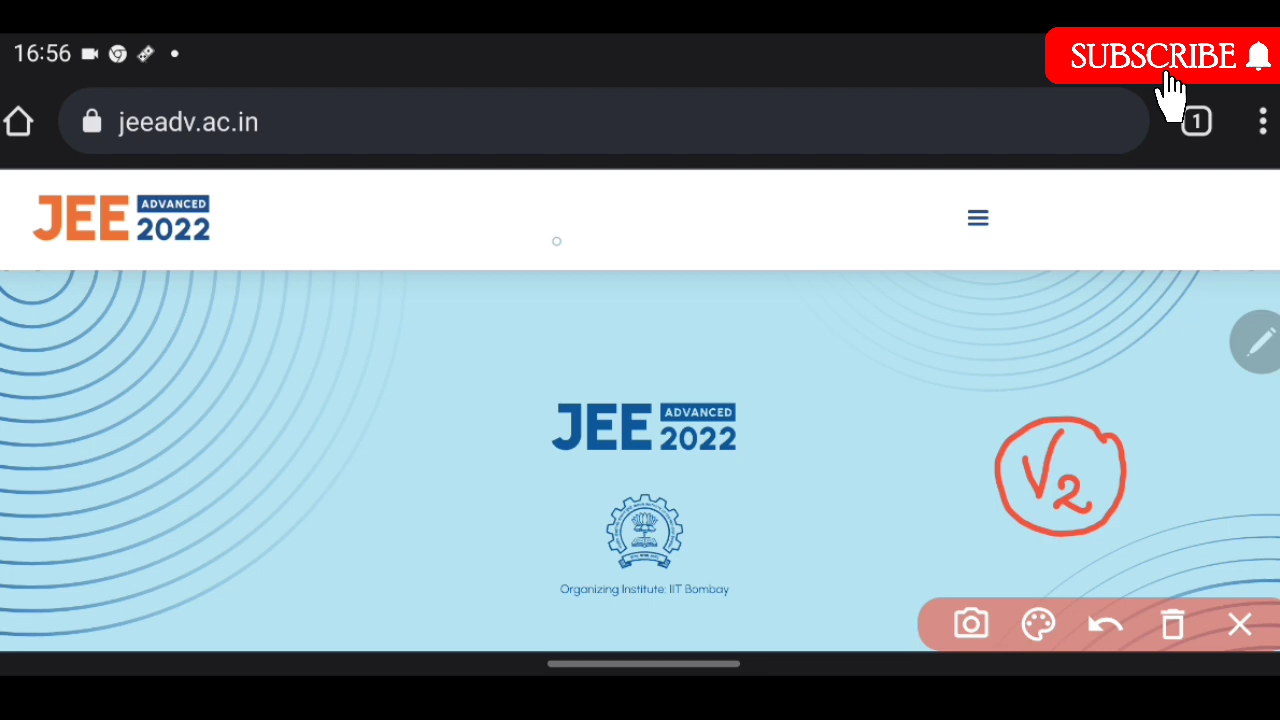 16:56
SUBSCRIBE
jeeadv.ac.in
1
JEE ADVANCED 2022
JEE ADVANCED 2022
V2
Organizing Institute: IIT Bombay